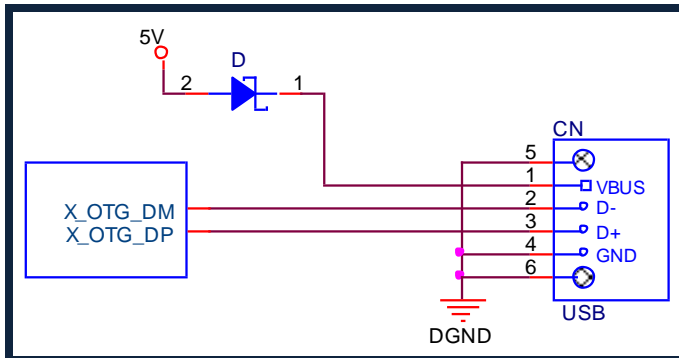 5V
D
2
1
CN
5
1
VBUS
X_OTG_DM
2
D-
X_OTG_DP
3
D+
4
GND
6
USB
DGND